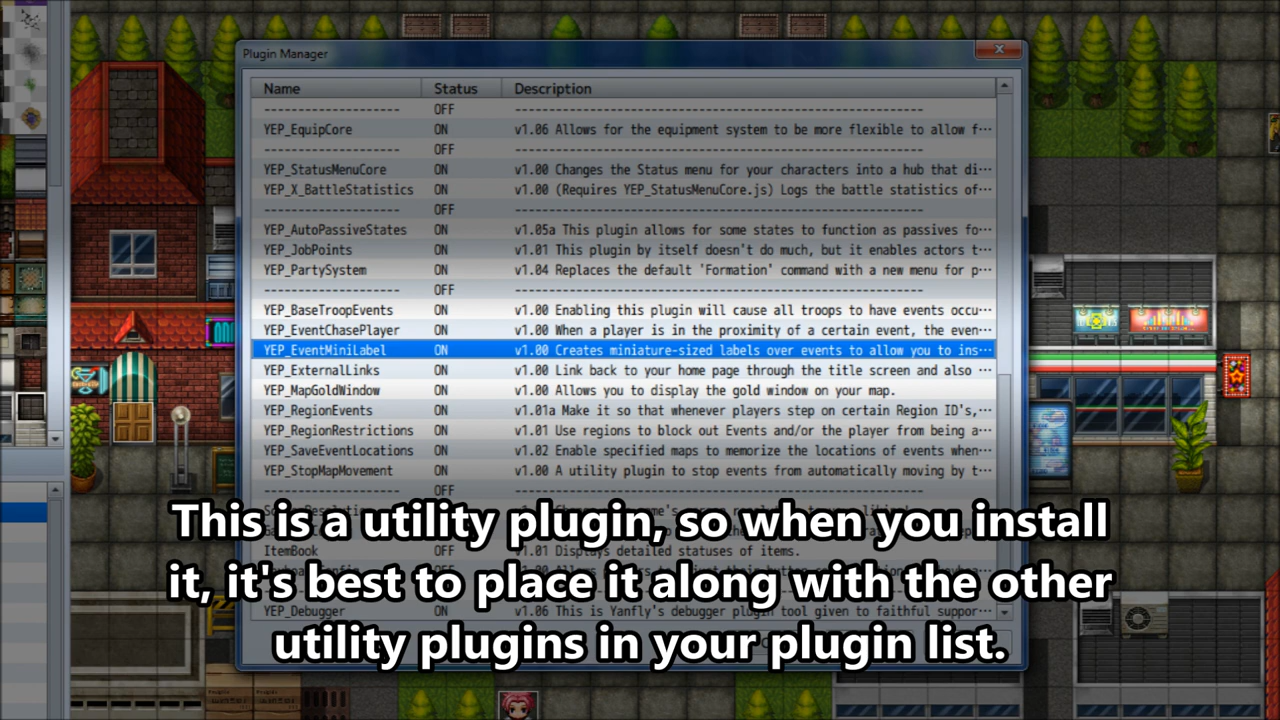 Plugin Manager
Name Status Description
------------------- OFF ---------------------------------------------------------
YEP_EquipCore ON v1.06 Allows for the equipment system to be more flexible to allow f…
------------------- OFF ---------------------------------------------------------
YEP_StatusMenuCore ON v1.00 Changes the Status menu for your characters into a hub that di…
YEP_X_BattleStatistics ON v1.00 (Requires YEP_StatusMenuCore.js) Logs the battle statistics of…
------------------- OFF ---------------------------------------------------------
YEP_AutoPassiveStates ON v1.05a This plugin allows for some states to function as passives fo…
YEP_JobPoints ON v1.01 This plugin by itself doesn't do much, but it enables actors t…
YEP_PartySystem ON v1.04 Replaces the default 'Formation' command with a new menu for p…
------------------- OFF ---------------------------------------------------------
YEP_BaseTroopEvents ON v1.00 Enabling this plugin will cause all troops to have events occu…
YEP_EventChasePlayer ON v1.00 When a player is in the proximity of a certain event, the even…
YEP_EventMiniLabel ON v1.00 Creates miniature-sized labels over events to allow you to ins…
YEP_ExternalLinks ON v1.00 Link back to your home page through the title screen and also …
YEP_MapGoldWindow ON v1.00 Allows you to display the gold window on your map.
YEP_RegionEvents ON v1.01a Make it so that whenever players step on certain Region ID's,…
YEP_RegionRestrictions ON v1.01 Use regions to block out Events and/or the player from being a…
YEP_SaveEventLocations ON v1.02 Enable specified maps to memorize the locations of events when…
YEP_StopMapMovement ON v1.00 A utility plugin to stop events from automatically moving by t…
------------------- OFF ---------------------------------------------------------
ItemBook OFF v1.01 Displays detailed statuses of items.
YEP_Debugger ON v1.06 This is Yanfly's debugger plugin tool given to faithful suppor…
This is a utility plugin, so when you install
it, it's best to place it along with the other
utility plugins in your plugin list.